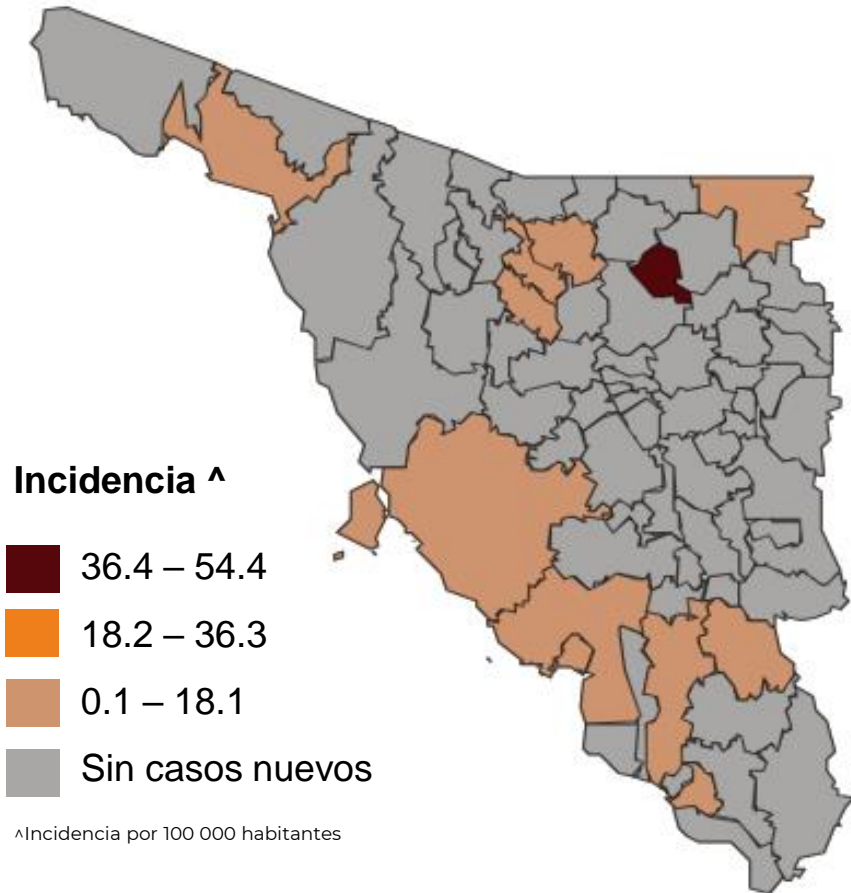 Incidencia ^
36.4 – 54.4
18.2 – 36.3
0.1 – 18.1
Sin casos nuevos
^Incidencia por 100 000 habitantes